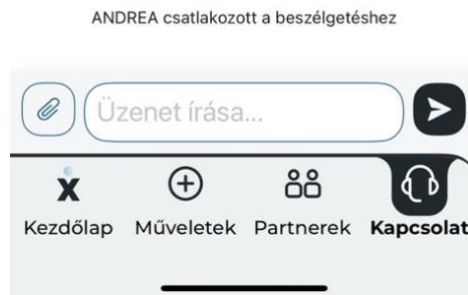 ANDREA csatlakozott a beszélgetéshez
Üzenet írása...
Kezdőlap Műveletek Partnerek Kapcsolat